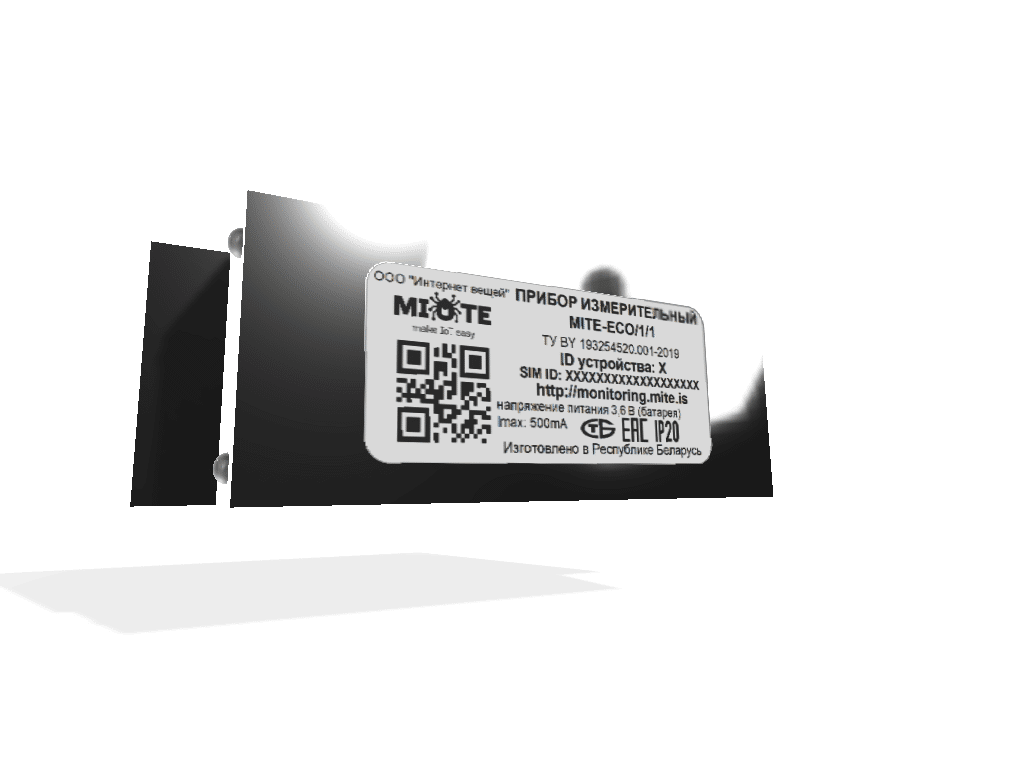 ООО "Интернет вещей"
MIOTE
make IoT easy
ПРИБОР ИЗМЕРИТЕЛЬНЫЙ
MITE-ECO/1/1
ТУ BY 193254520.001-2019
ID устройства: X
SIM ID: XXXXXXXXXXXXXXXXXXX
http://monitoring.mite.is
напряжение питания 3,6 В (батарея)
Imax: 500mA
СТБ ЕАС IP20
Изготовлено в Республике Беларусь